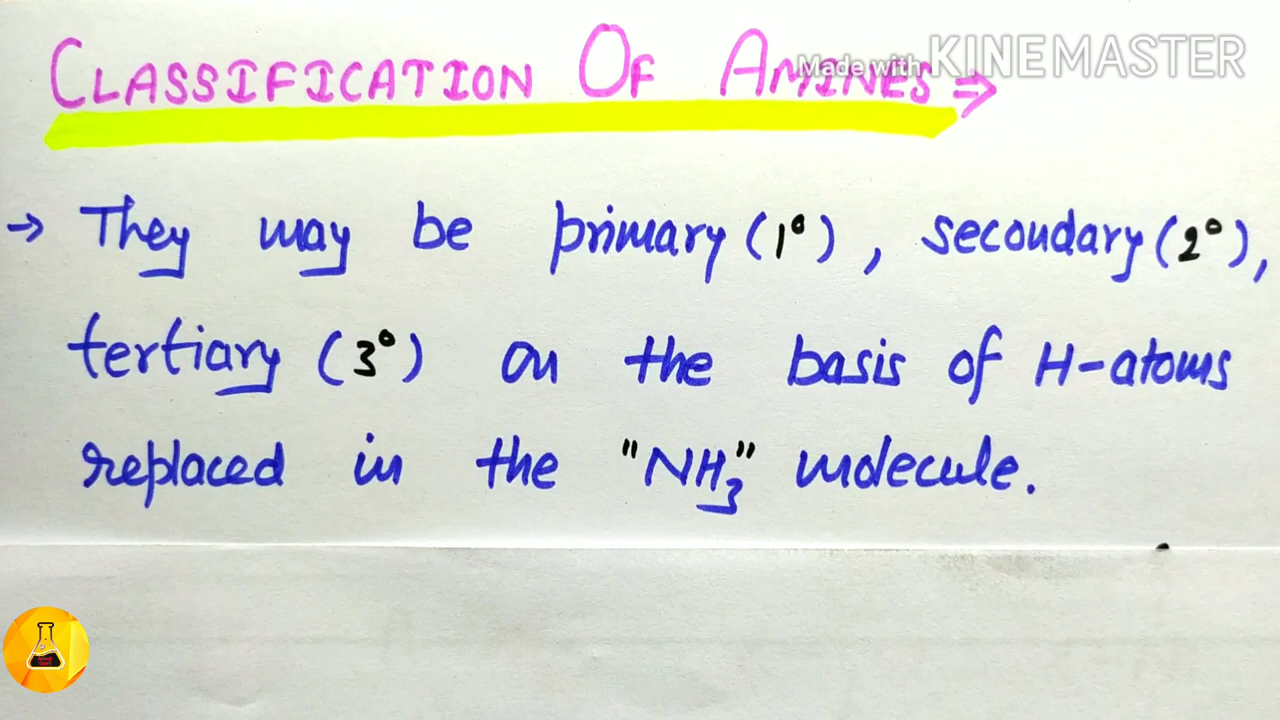 CLASSIFICATION OF AMINES ⇒
Made with KINEMASTER
→ They may be primary (1°), secondary (2°),
tertiary (3°) on the basis of H-atoms
replaced in the "NH₃" molecule.